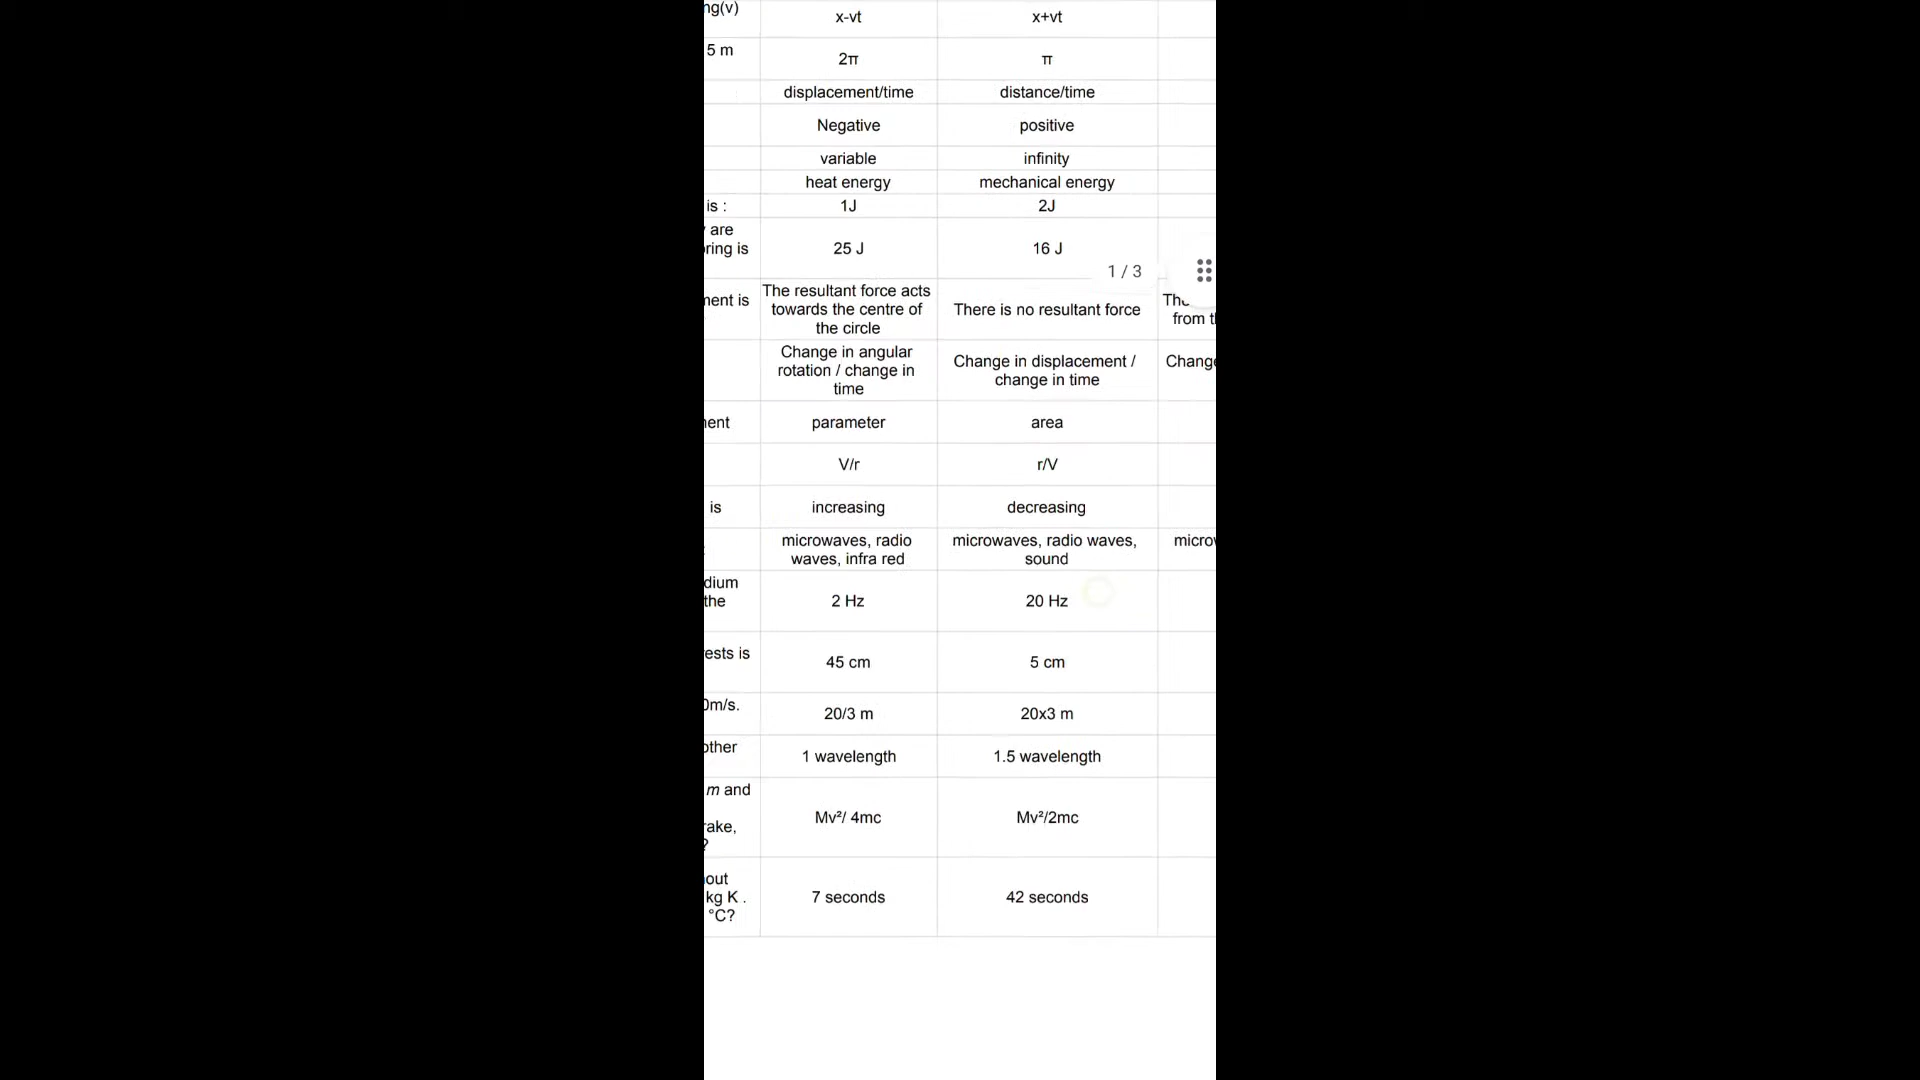 ng(v)
x-vt
x+vt
5 m
2π
π
displacement/time
distance/time
Negative
positive
variable
infinity
heat energy
mechanical energy
is :
1J
2J
are
ring is
25 J
16 J
1 / 3
ment is
The resultant force acts
towards the centre of
the circle
There is no resultant force
from
Change in angular
rotation / change in
time
Change in displacement /
change in time
Change
ent
parameter
area
V/r
r/V
is
increasing
decreasing
microwaves, radio
waves, infra red
microwaves, radio waves,
sound
micro
dium
the
2 Hz
20 Hz
ests is
45 cm
5 cm
0m/s.
20/3 m
20x3 m
other
1 wavelength
1.5 wavelength
m and
rake,
?
Mv²/ 4mc
Mv²/2mc
out
kg K .
°C?
7 seconds
42 seconds